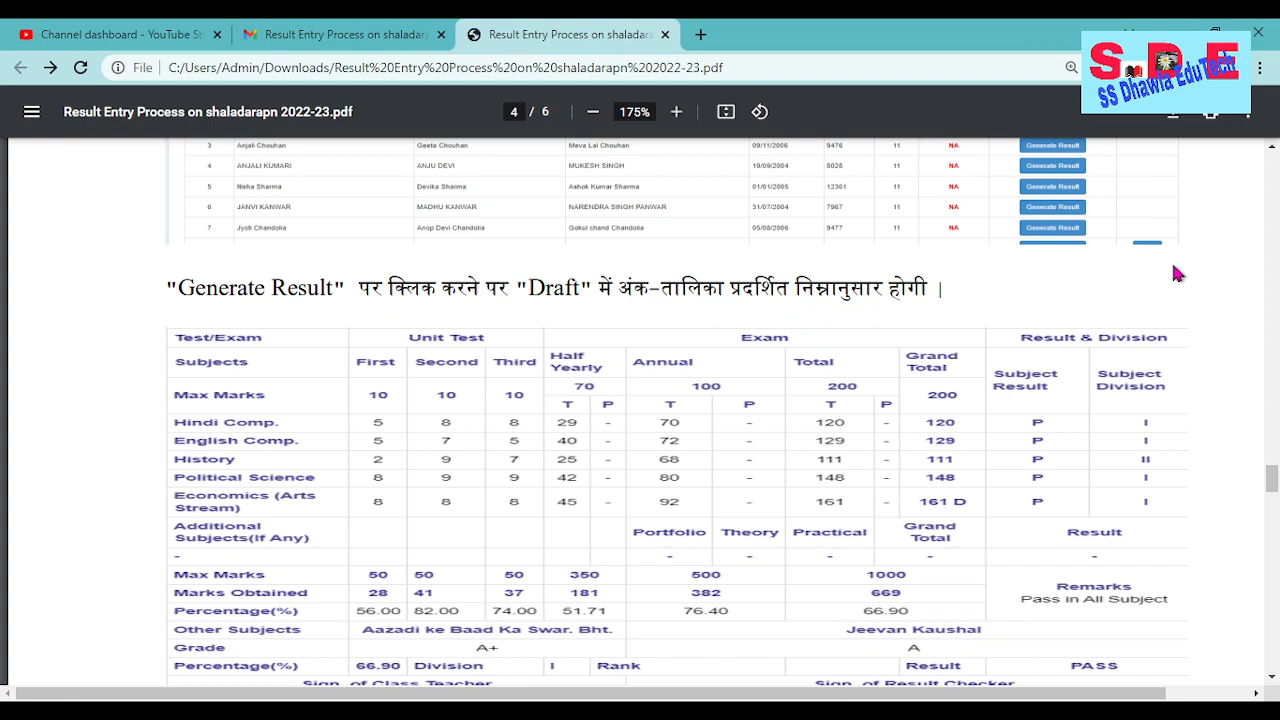 Channel dashboard - YouTube St
Result Entry Process on shaladara
Result Entry Process on shaladara
S D E
SS Dhawla EduTech
File C:/Users/Admin/Downloads/Result%20Entry%20Process%20on%20shaladarapn%202022-23.pdf
Result Entry Process on shaladarapn 2022-23.pdf 4 / 6 175%
3 Anjali Chouhan Geeta Chouhan Meva Lal Chouhan 09/11/2006 9476 11 NA Generate Result
4 ANJALI KUMARI ANJU DEVI MUKESH SINGH 19/09/2004 8028 11 NA Generate Result
5 Itisha Sharma Devika Sharma Ashok Kumar Sharma 01/01/2005 12301 11 NA Generate Result
6 JANVI KANWAR MADHU KANWAR NARENDRA SINGH PANWAR 31/07/2004 7967 11 NA Generate Result
7 Jyoti Chandolia Anop Devi Chandolia Gokul chand Chandolia 05/08/2006 9477 11 NA Generate Result
"Generate Result" पर क्लिक करने पर "Draft" में अंक-तालिका प्रदर्शित निम्नानुसार होगी |
Test/Exam Unit Test Exam Result & Division
Subjects First Second Third Half Yearly Annual Total Grand Total Subject Result Subject Division
Max Marks 10 10 10 70 100 200 200
T P T P T P
Hindi Comp. 5 8 8 29 - 70 - 120 - 120 P I
English Comp. 5 7 5 40 - 72 - 129 - 129 P I
History 2 9 7 25 - 68 - 111 - 111 P II
Political Science 8 9 9 42 - 80 - 148 - 148 P I
Economics (Arts Stream) 8 8 8 45 - 92 - 161 - 161 D P I
Additional Subjects(If Any) Portfolio Theory Practical Grand Total Result
- - - - - -
Max Marks 50 50 50 350 500 1000 Remarks
Marks Obtained 28 41 37 181 382 669 Pass in All Subject
Percentage(%) 56.00 82.00 74.00 51.71 76.40 66.90
Other Subjects Aazadi ke Baad Ka Swar. Bht. Jeevan Kaushal
Grade A+ A
Percentage(%) 66.90 Division I Rank Result PASS
Sign. of Class Teacher Sign. of Result Checker